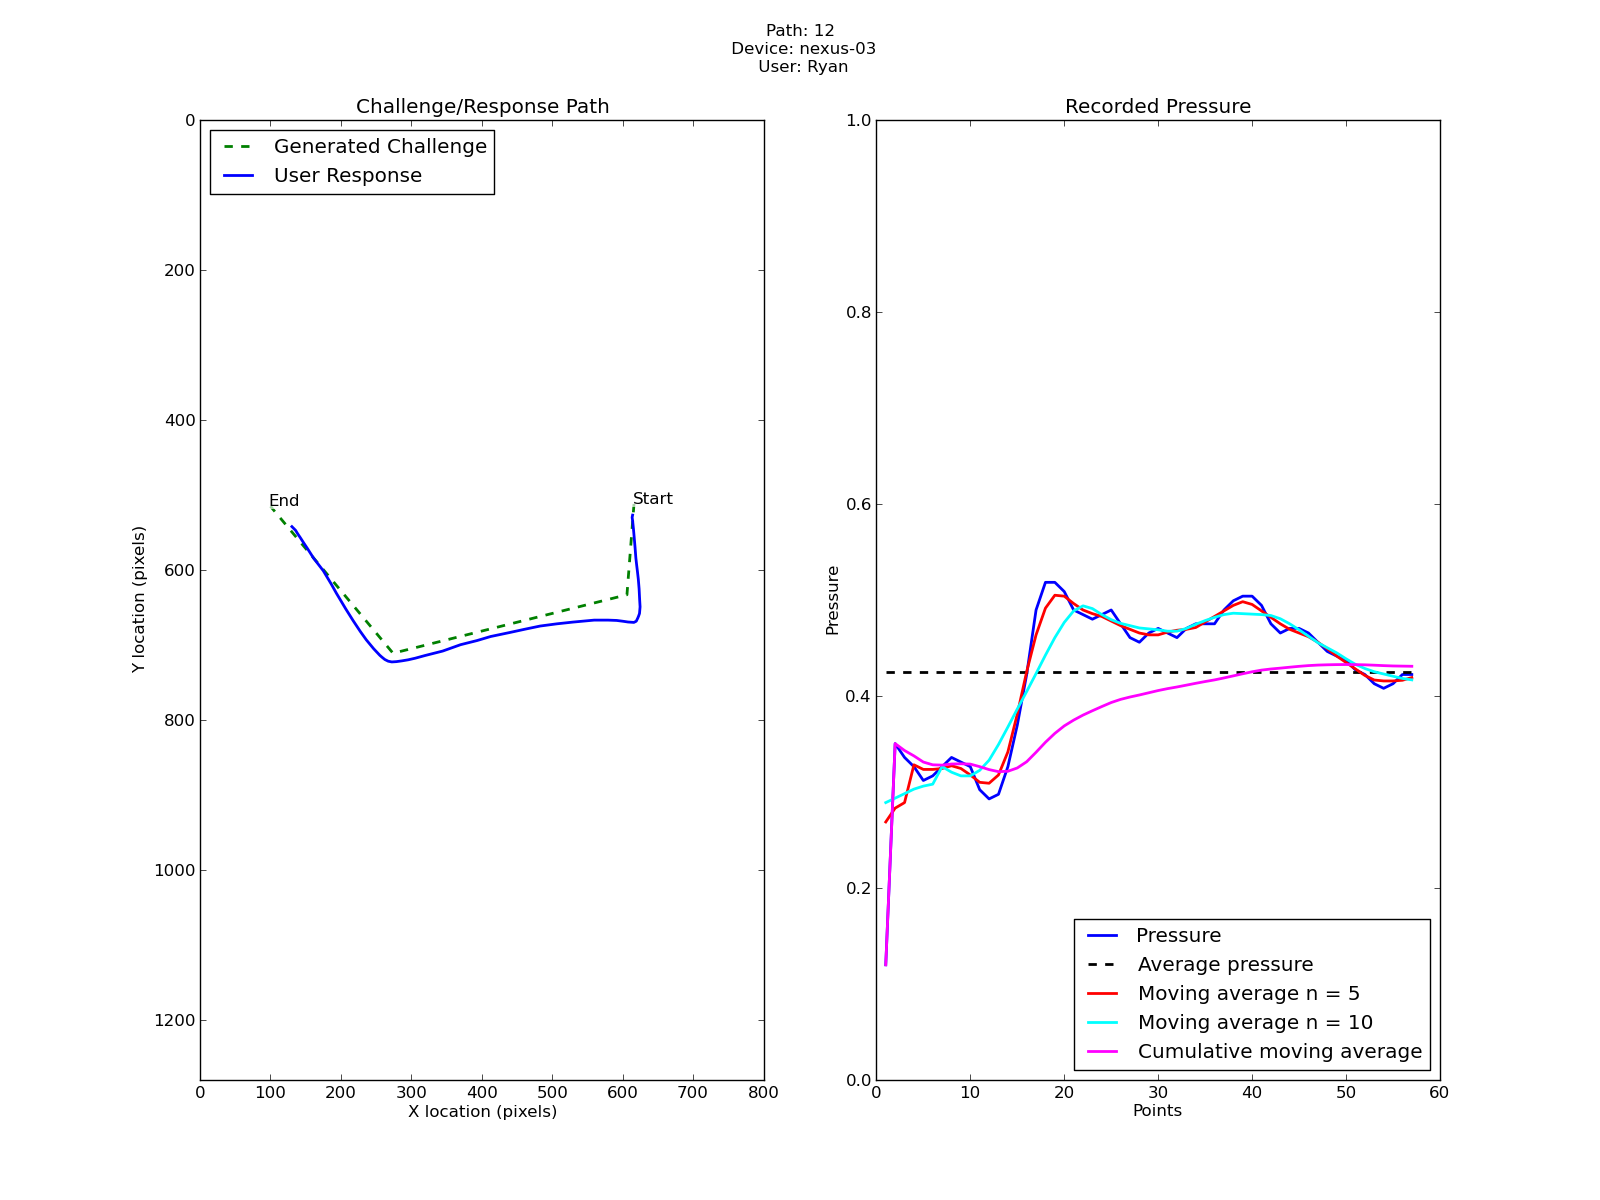 Path: 12
Device: nexus-03
User: Ryan
Challenge/Response Path
Generated Challenge
User Response
0
200
400
600
800
1000
1200
Y location (pixels)
End
Start
0 100 200 300 400 500 600 700 800
X location (pixels)
Recorded Pressure
1.0
0.8
0.6
0.4
0.2
0.0
Pressure
Pressure
Average pressure
Moving average n = 5
Moving average n = 10
Cumulative moving average
0 10 20 30 40 50 60
Points